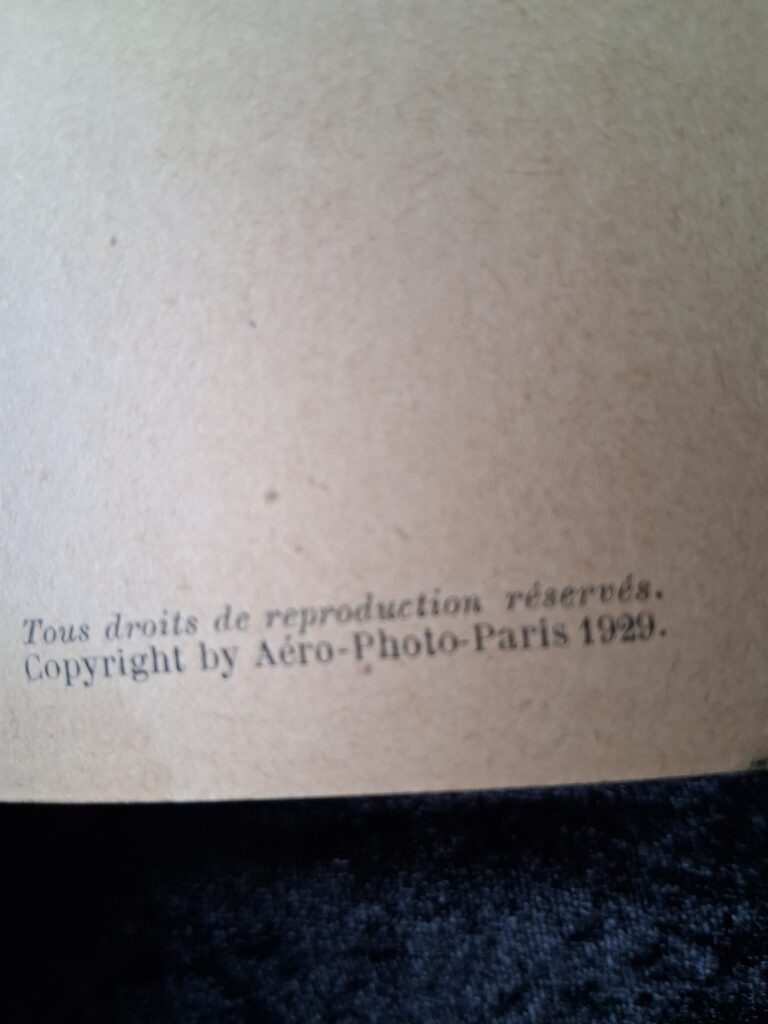 Tous droits de reproduction réservés.
Copyright by Aéro-Photo-Paris 1929.